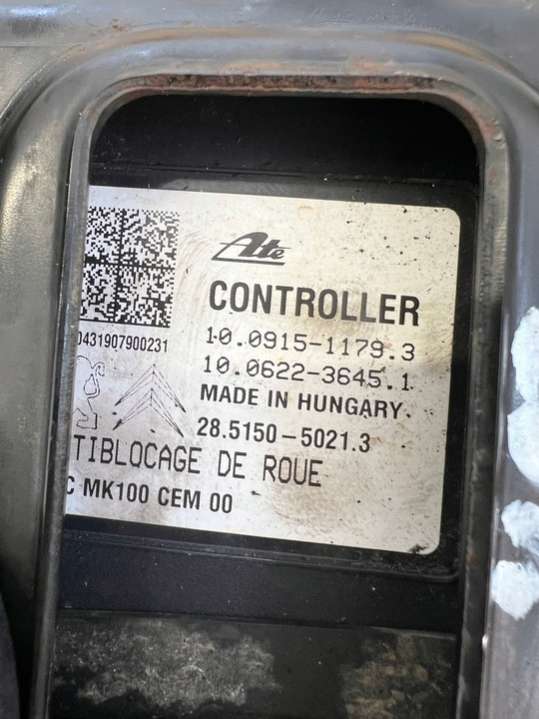 Ate
CONTROLLER
10.0915-1179.3
0431907900231
10.0622-3645.1
MADE IN HUNGARY
28.5150-5021.3
TIBLOCAGE DE ROUE
C MK100 CEM 00